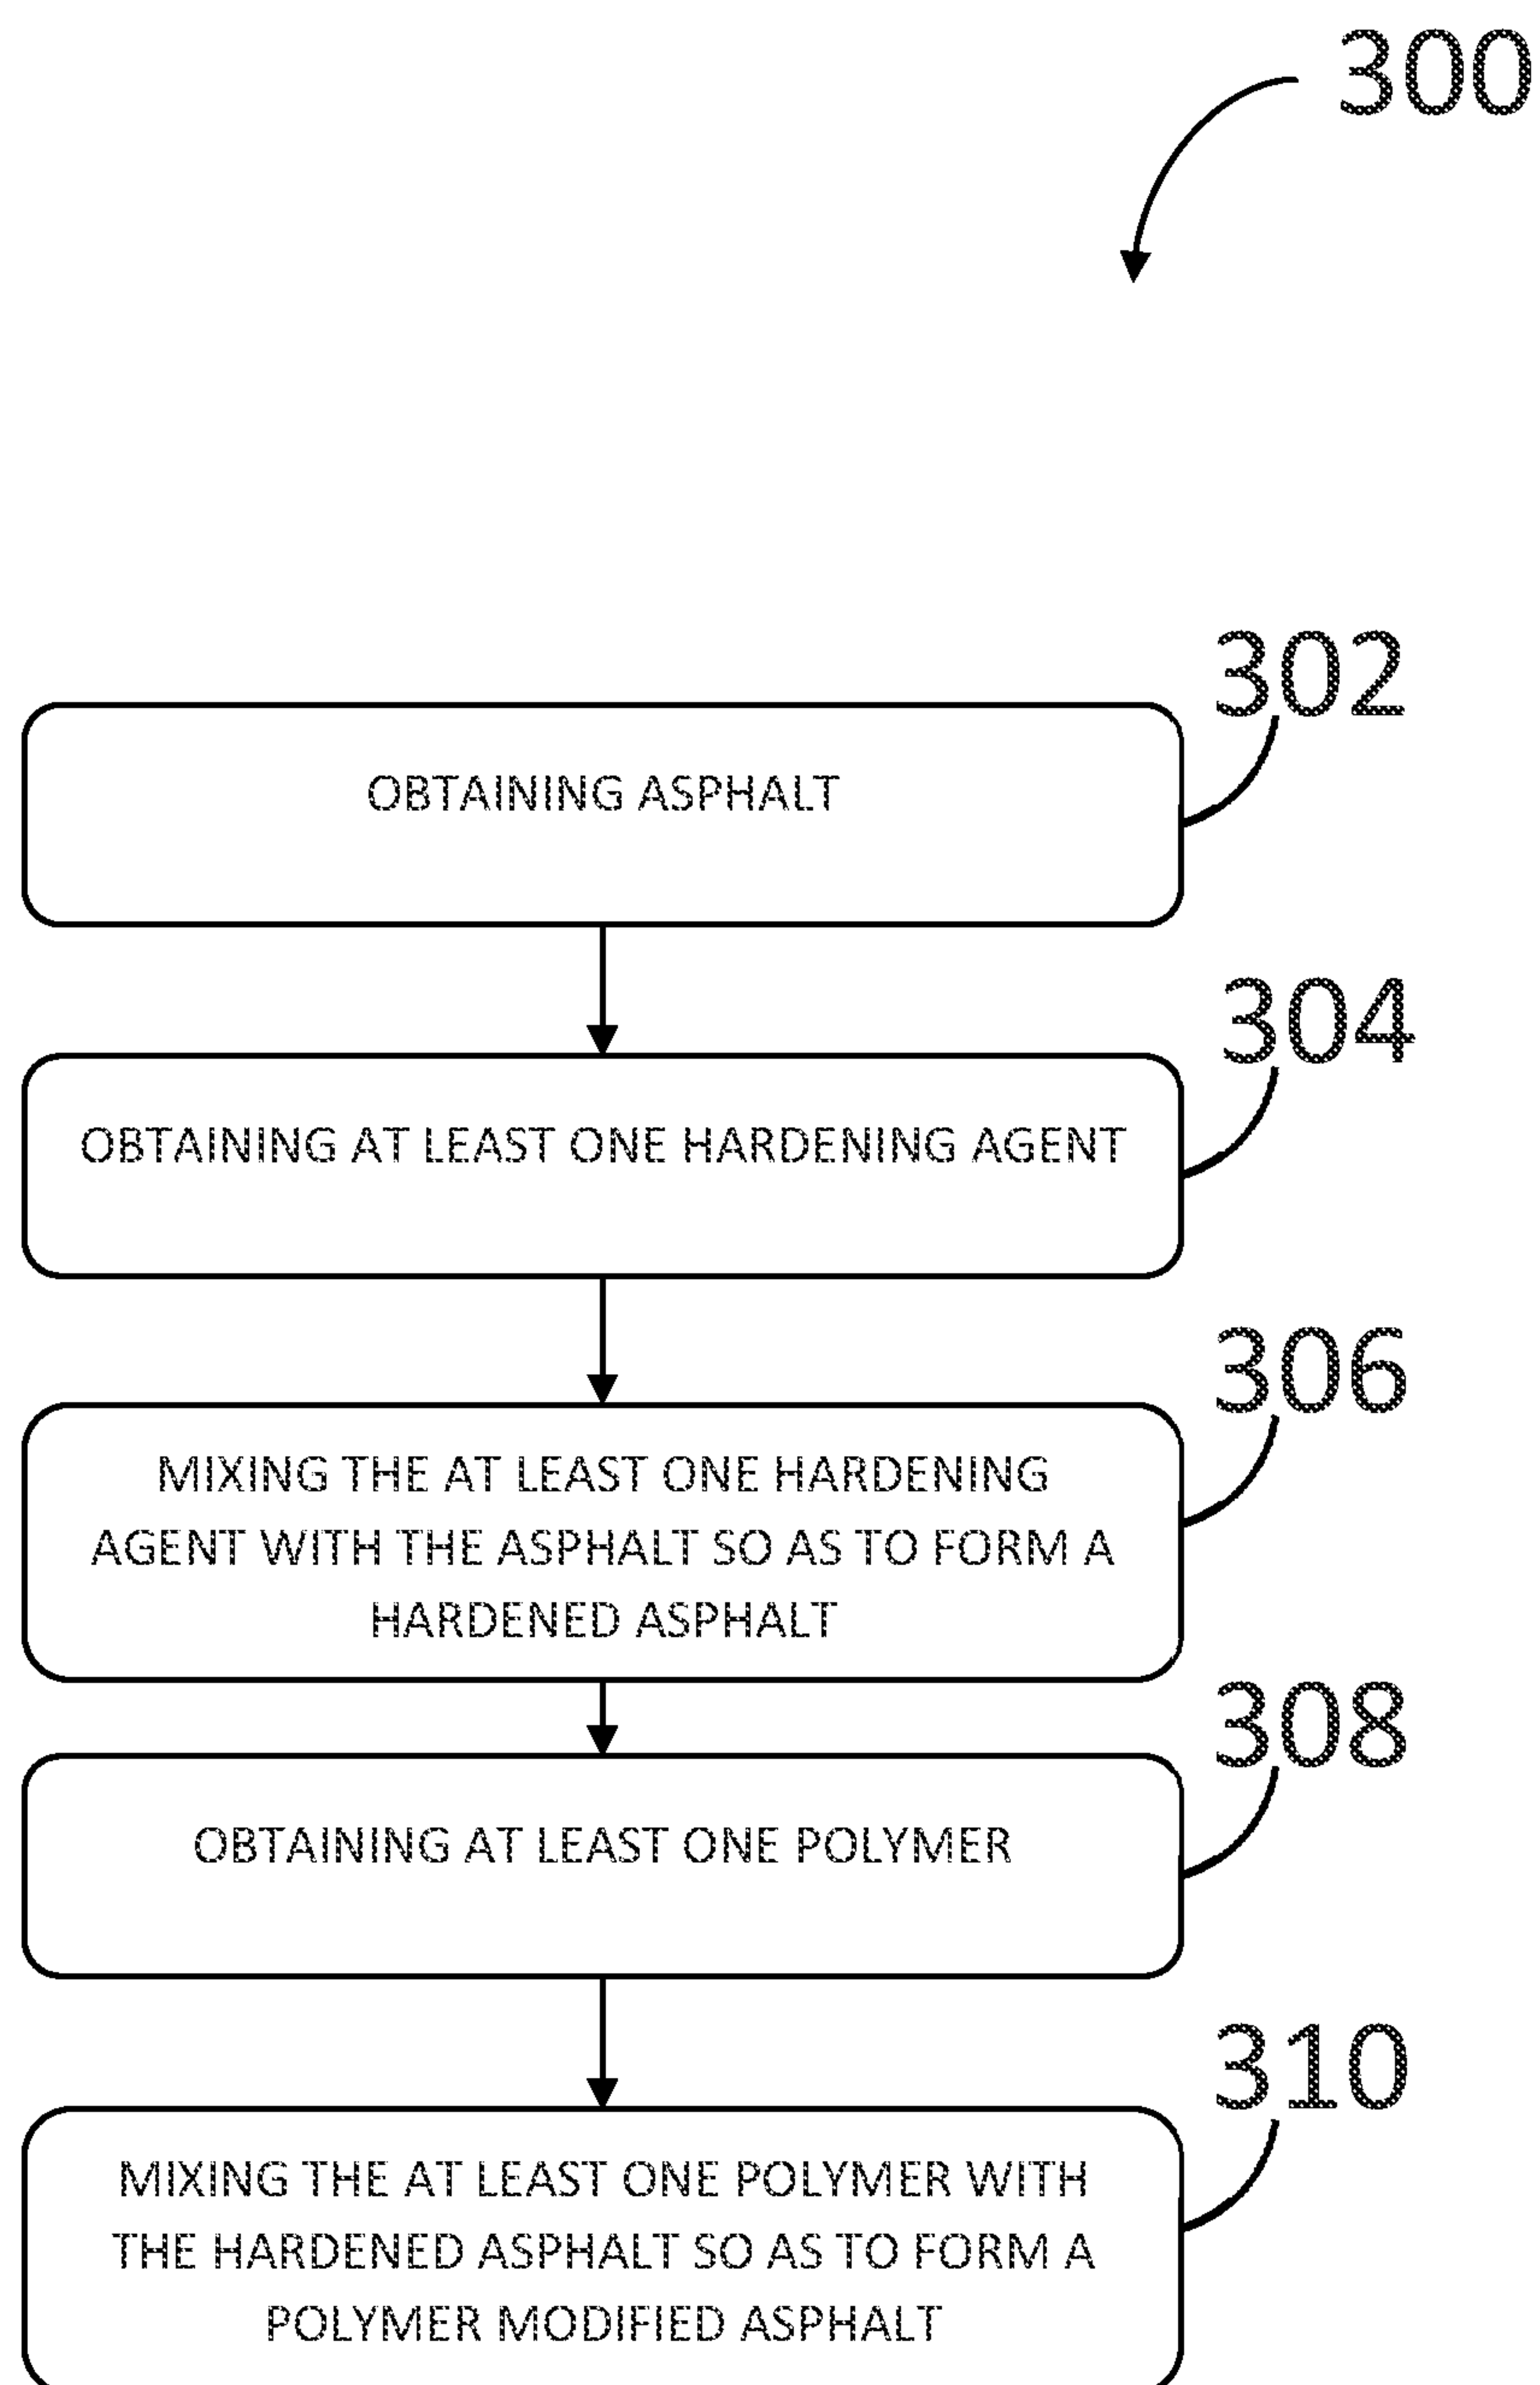 300
302
OBTAINING ASPHALT
304
OBTAINING AT LEAST ONE HARDENING AGENT
306
MIXING THE AT LEAST ONE HARDENING
AGENT WITH THE ASPHALT SO AS TO FORM A
HARDENED ASPHALT
308
OBTAINING AT LEAST ONE POLYMER
310
MIXING THE AT LEAST ONE POLYMER WITH
THE HARDENED ASPHALT SO AS TO FORM A
POLYMER MODIFIED ASPHALT